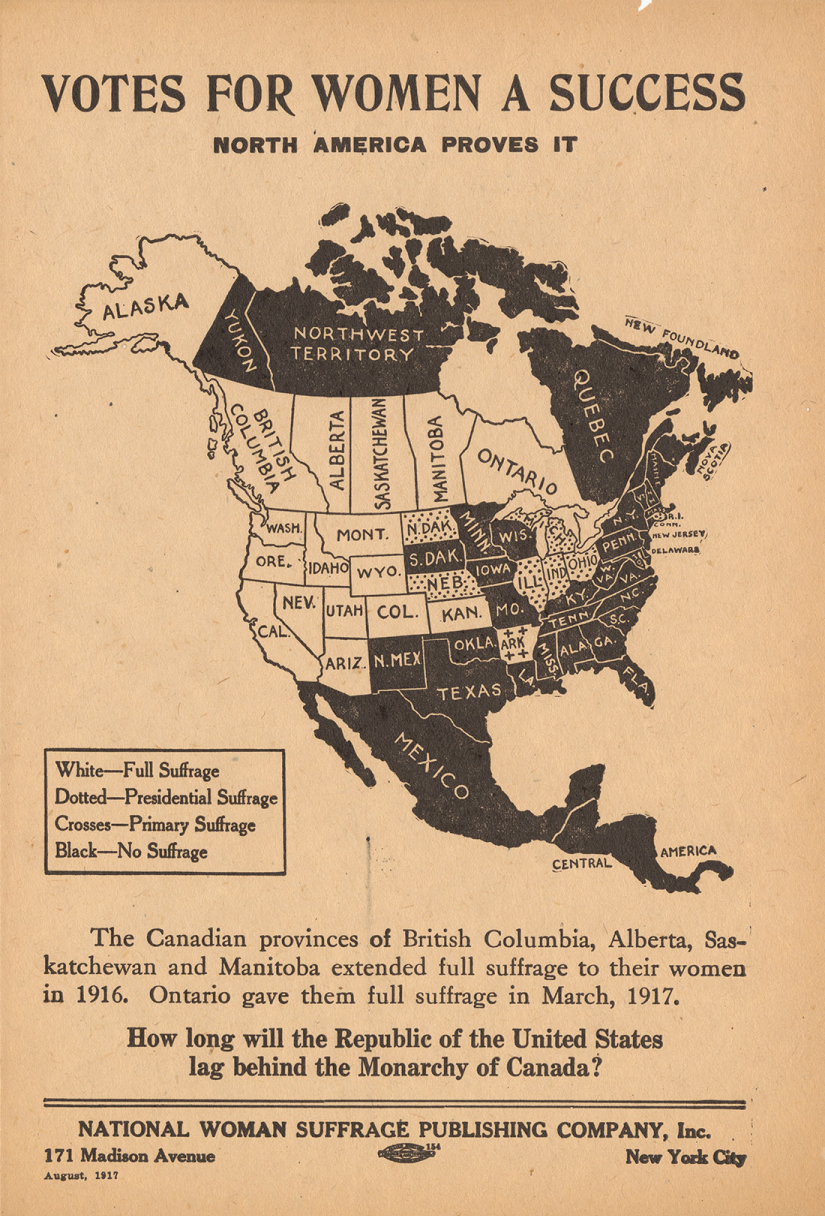 VOTES FOR WOMEN A SUCCESS
NORTH AMERICA PROVES IT
ALASKA
YUKON
NORTHWEST
TERRITORY
NEW FOUNDLAND
QUEBEC
NOVA
SCOTIA
BRITISH
COLUMBIA
ALBERTA
SASKATCHEWAN
MANITOBA
ONTARIO
WASH.
MONT.
N.DAK.
MINN.
WIS.
MICH.
N.Y.
R.I.
CONN.
NEW JERSEY
DELAWARE
ORE.
IDAHO
WYO.
S.DAK.
IOWA
PENN.
NEB.
ILL.
IND
OHIO
W.
VA.
VA.
NEV.
UTAH
COL.
KAN.
MO.
KY.
N.C.
CAL.
ARIZ.
N.MEX
OKLA.
ARK
TENN.
S.C.
MISS.
ALA.
GA.
TEXAS
LA.
FLA.
MEXICO
CENTRAL AMERICA
White—Full Suffrage
Dotted—Presidential Suffrage
Crosses—Primary Suffrage
Black—No Suffrage
The Canadian provinces of British Columbia, Alberta, Sas-
katchewan and Manitoba extended full suffrage to their women
in 1916. Ontario gave them full suffrage in March, 1917.
How long will the Republic of the United States
lag behind the Monarchy of Canada?
NATIONAL WOMAN SUFFRAGE PUBLISHING COMPANY, Inc.
171 Madison Avenue 154 New York City
August, 1917